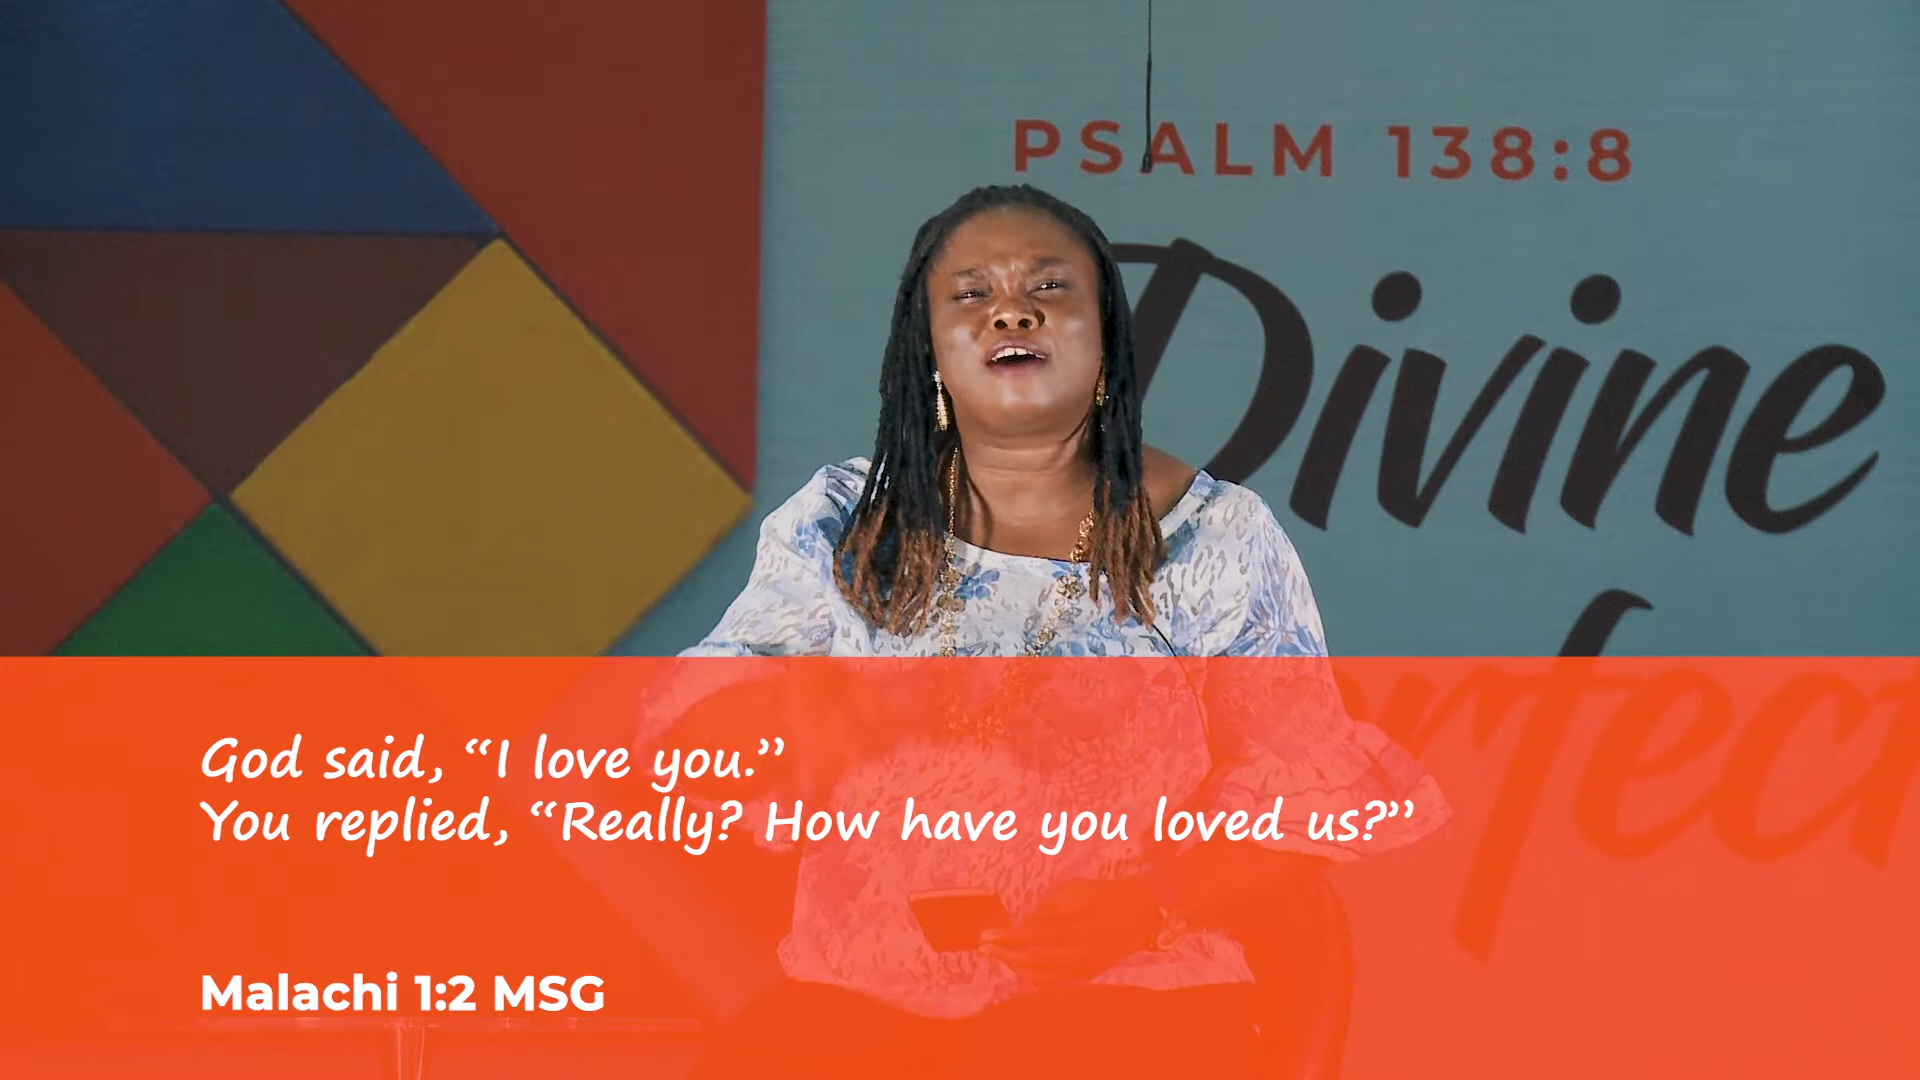 PSALM 138:8
Divine
God said, “I love you.”
You replied, “Really? How have you loved us?”
Malachi 1:2 MSG